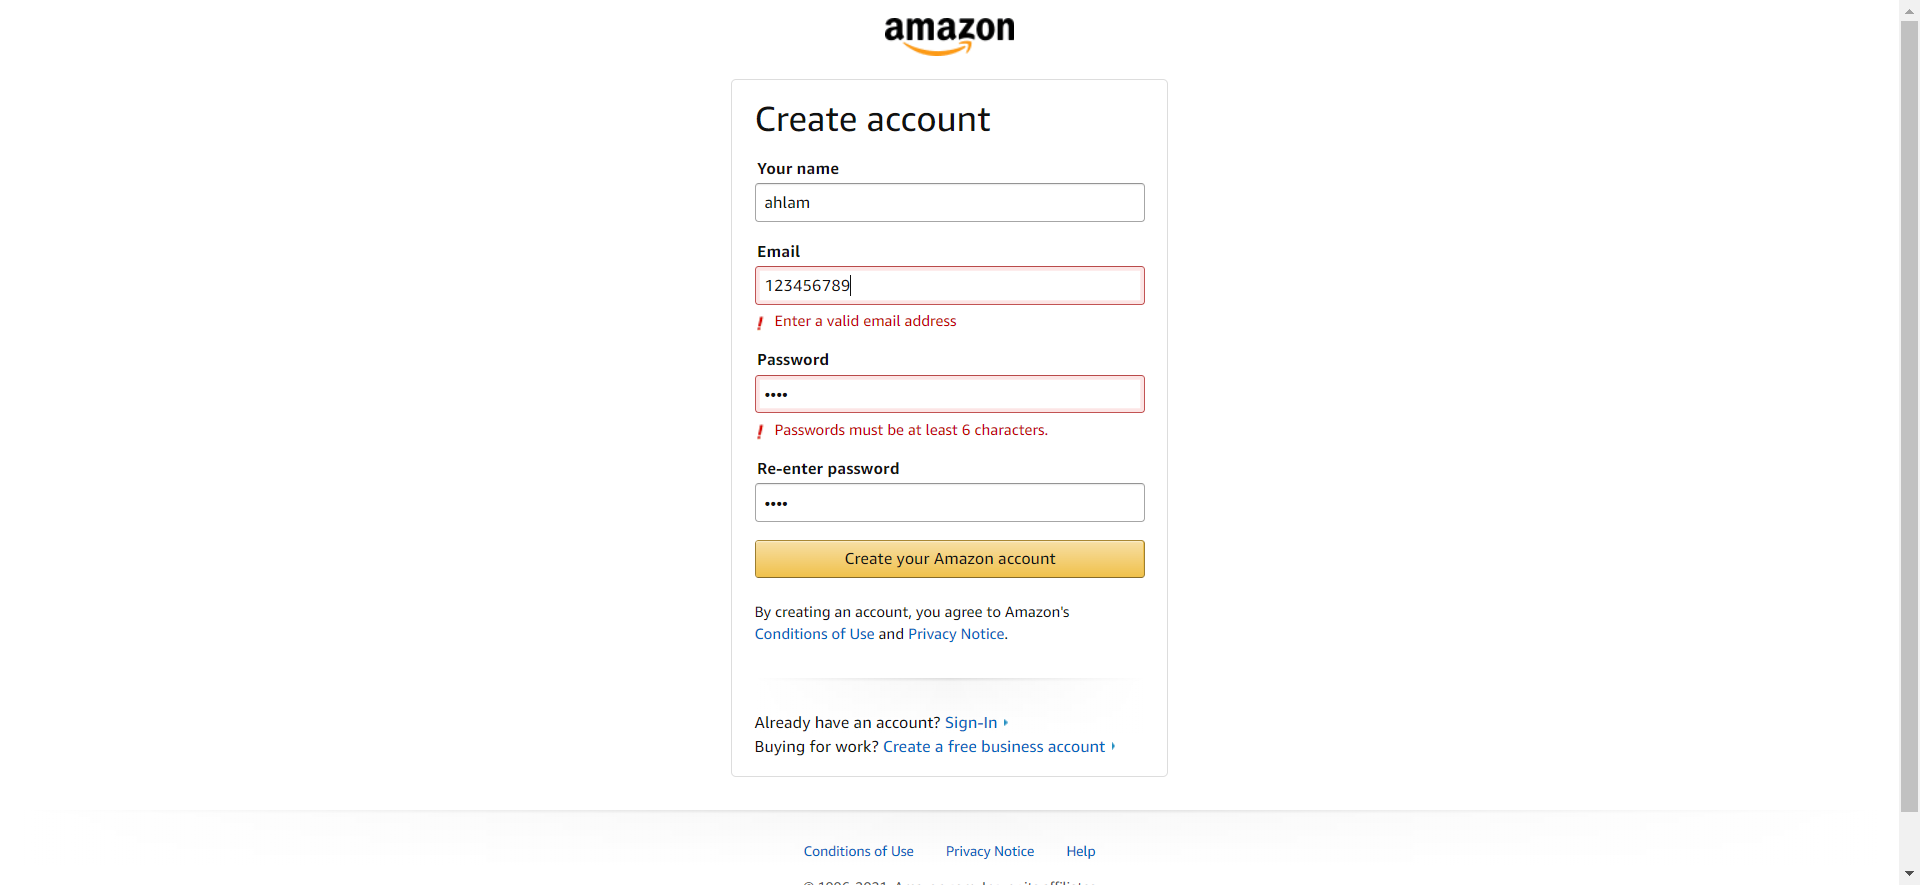 amazon
Create account
Your name
ahlam
Email
123456789
! Enter a valid email address
Password
••••
! Passwords must be at least 6 characters.
Re-enter password
••••
Create your Amazon account
By creating an account, you agree to Amazon's
Conditions of Use and Privacy Notice.
Already have an account? Sign-In
Buying for work? Create a free business account
Conditions of Use Privacy Notice Help